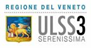 REGIONE DEL VENETO
ULSS3
SERENISSIMA